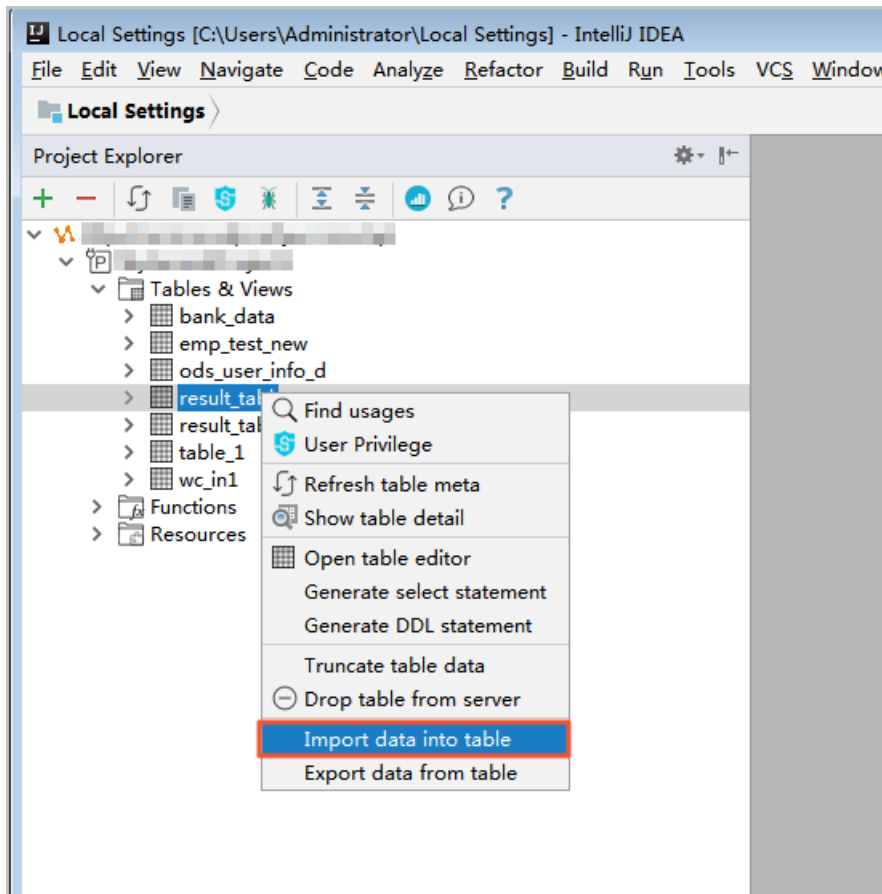 Local Settings [C:\Users\Administrator\Local Settings] - IntelliJ IDEA
File Edit View Navigate Code Analyze Refactor Build Run Tools VCS Window
Local Settings
Project Explorer
Tables & Views
bank_data
emp_test_new
ods_user_info_d
result_tab
result_tab
table_1
wc_in1
Functions
Resources
Find usages
User Privilege
Refresh table meta
Show table detail
Open table editor
Generate select statement
Generate DDL statement
Truncate table data
Drop table from server
Import data into table
Export data from table